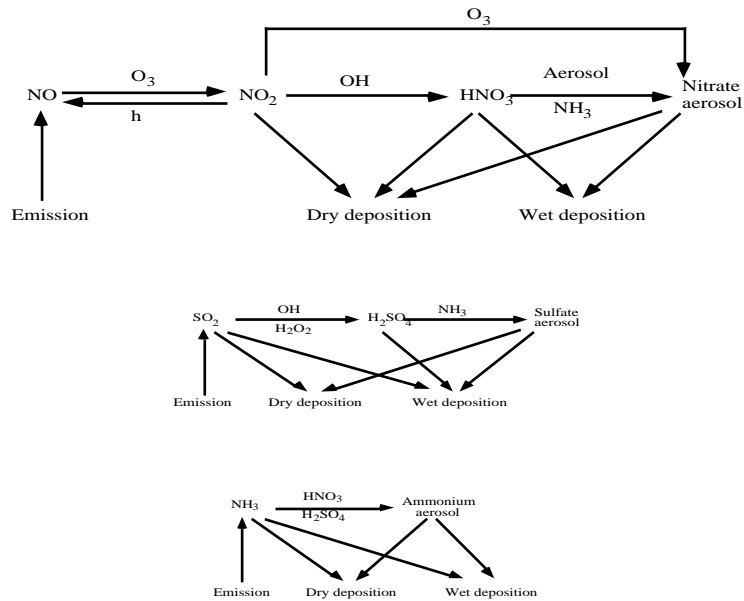 O₃
NO O₃ NO₂ OH HNO₃ Aerosol Nitrate
h NH₃ aerosol
Emission Dry deposition Wet deposition
SO₂ OH H₂SO₄ NH₃ Sulfate
H₂O₂ aerosol
Emission Dry deposition Wet deposition
NH₃ HNO₃ Ammonium
H₂SO₄ aerosol
Emission Dry deposition Wet deposition